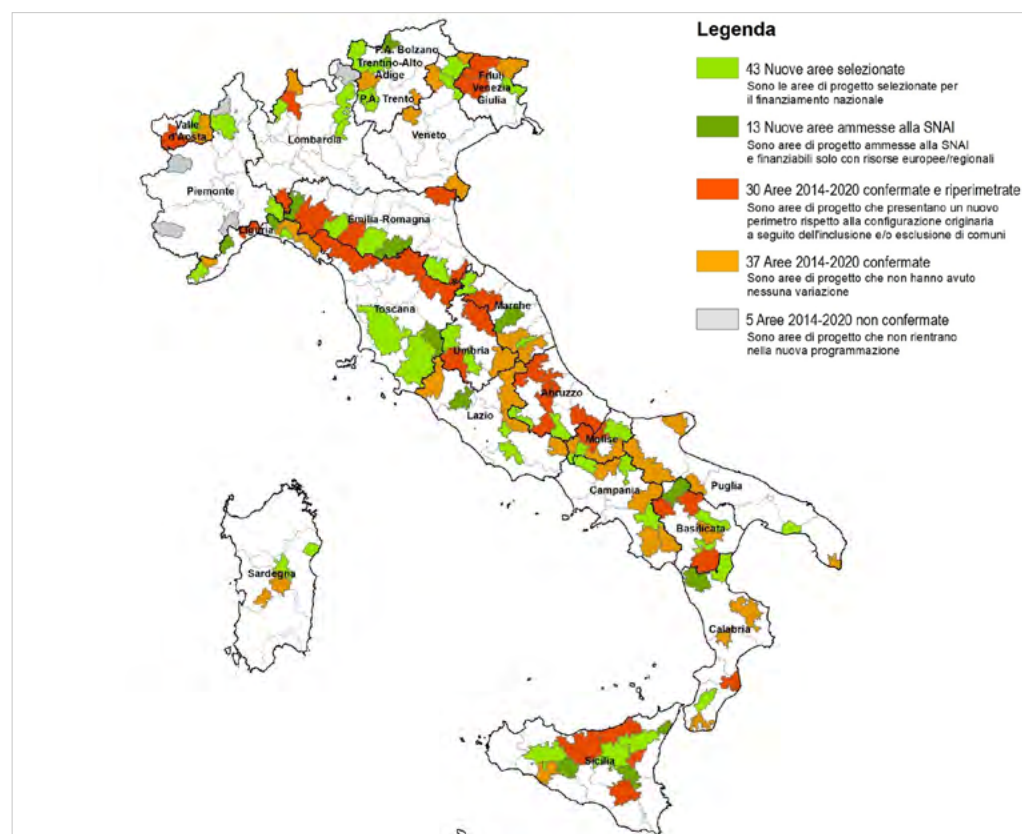 Legenda
43 Nuove aree selezionate
Sono le aree di progetto selezionate per
il finanziamento nazionale
13 Nuove aree ammesse alla SNAI
Sono aree di progetto ammesse alla SNAI
e finanziabili solo con risorse europee/regionali
30 Aree 2014-2020 confermate e riperimetrate
Sono aree di progetto che presentano un nuovo
perimetro rispetto alla configurazione originaria
a seguito dell'inclusione e/o esclusione di comuni
37 Aree 2014-2020 confermate
Sono aree di progetto che non hanno avuto
nessuna variazione
5 Aree 2014-2020 non confermate
Sono aree di progetto che non rientrano
nella nuova programmazione
P.A. Bolzano
Trentino-Alto
Adige
P.A. Trento
Friuli
Venezia
Giulia
Valle
d'Aosta
Lombardia
Veneto
Piemonte
Emilia-Romagna
Liguria
Toscana
Marche
Umbria
Abruzzo
Lazio
Molise
Campania
Puglia
Basilicata
Sardegna
Calabria
Sicilia